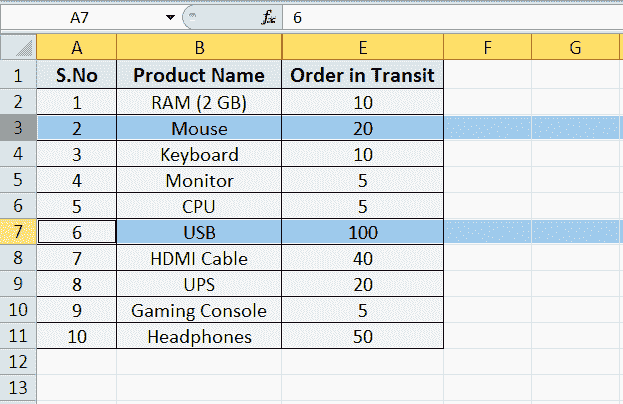 A7 fx 6
A B E F G
1 S.No Product Name Order in Transit
2 1 RAM (2 GB) 10
3 2 Mouse 20
4 3 Keyboard 10
5 4 Monitor 5
6 5 CPU 5
7 6 USB 100
8 7 HDMI Cable 40
9 8 UPS 20
10 9 Gaming Console 5
11 10 Headphones 50
12
13